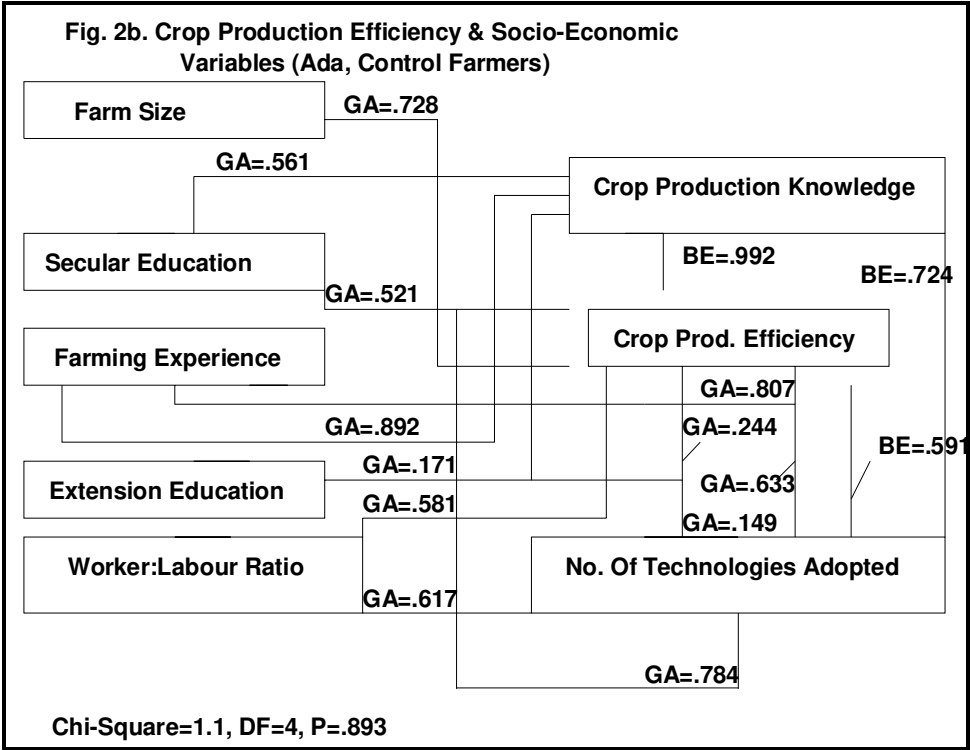 Fig. 2b. Crop Production Efficiency & Socio-Economic
Variables (Ada, Control Farmers)
Farm Size
GA=.728
GA=.561
Crop Production Knowledge
Secular Education
BE=.992
BE=.724
GA=.521
Crop Prod. Efficiency
Farming Experience
GA=.807
GA=.892
GA=.244
BE=.591
GA=.171
Extension Education
GA=.633
GA=.581
GA=.149
Worker:Labour Ratio
No. Of Technologies Adopted
GA=.617
GA=.784
Chi-Square=1.1, DF=4, P=.893